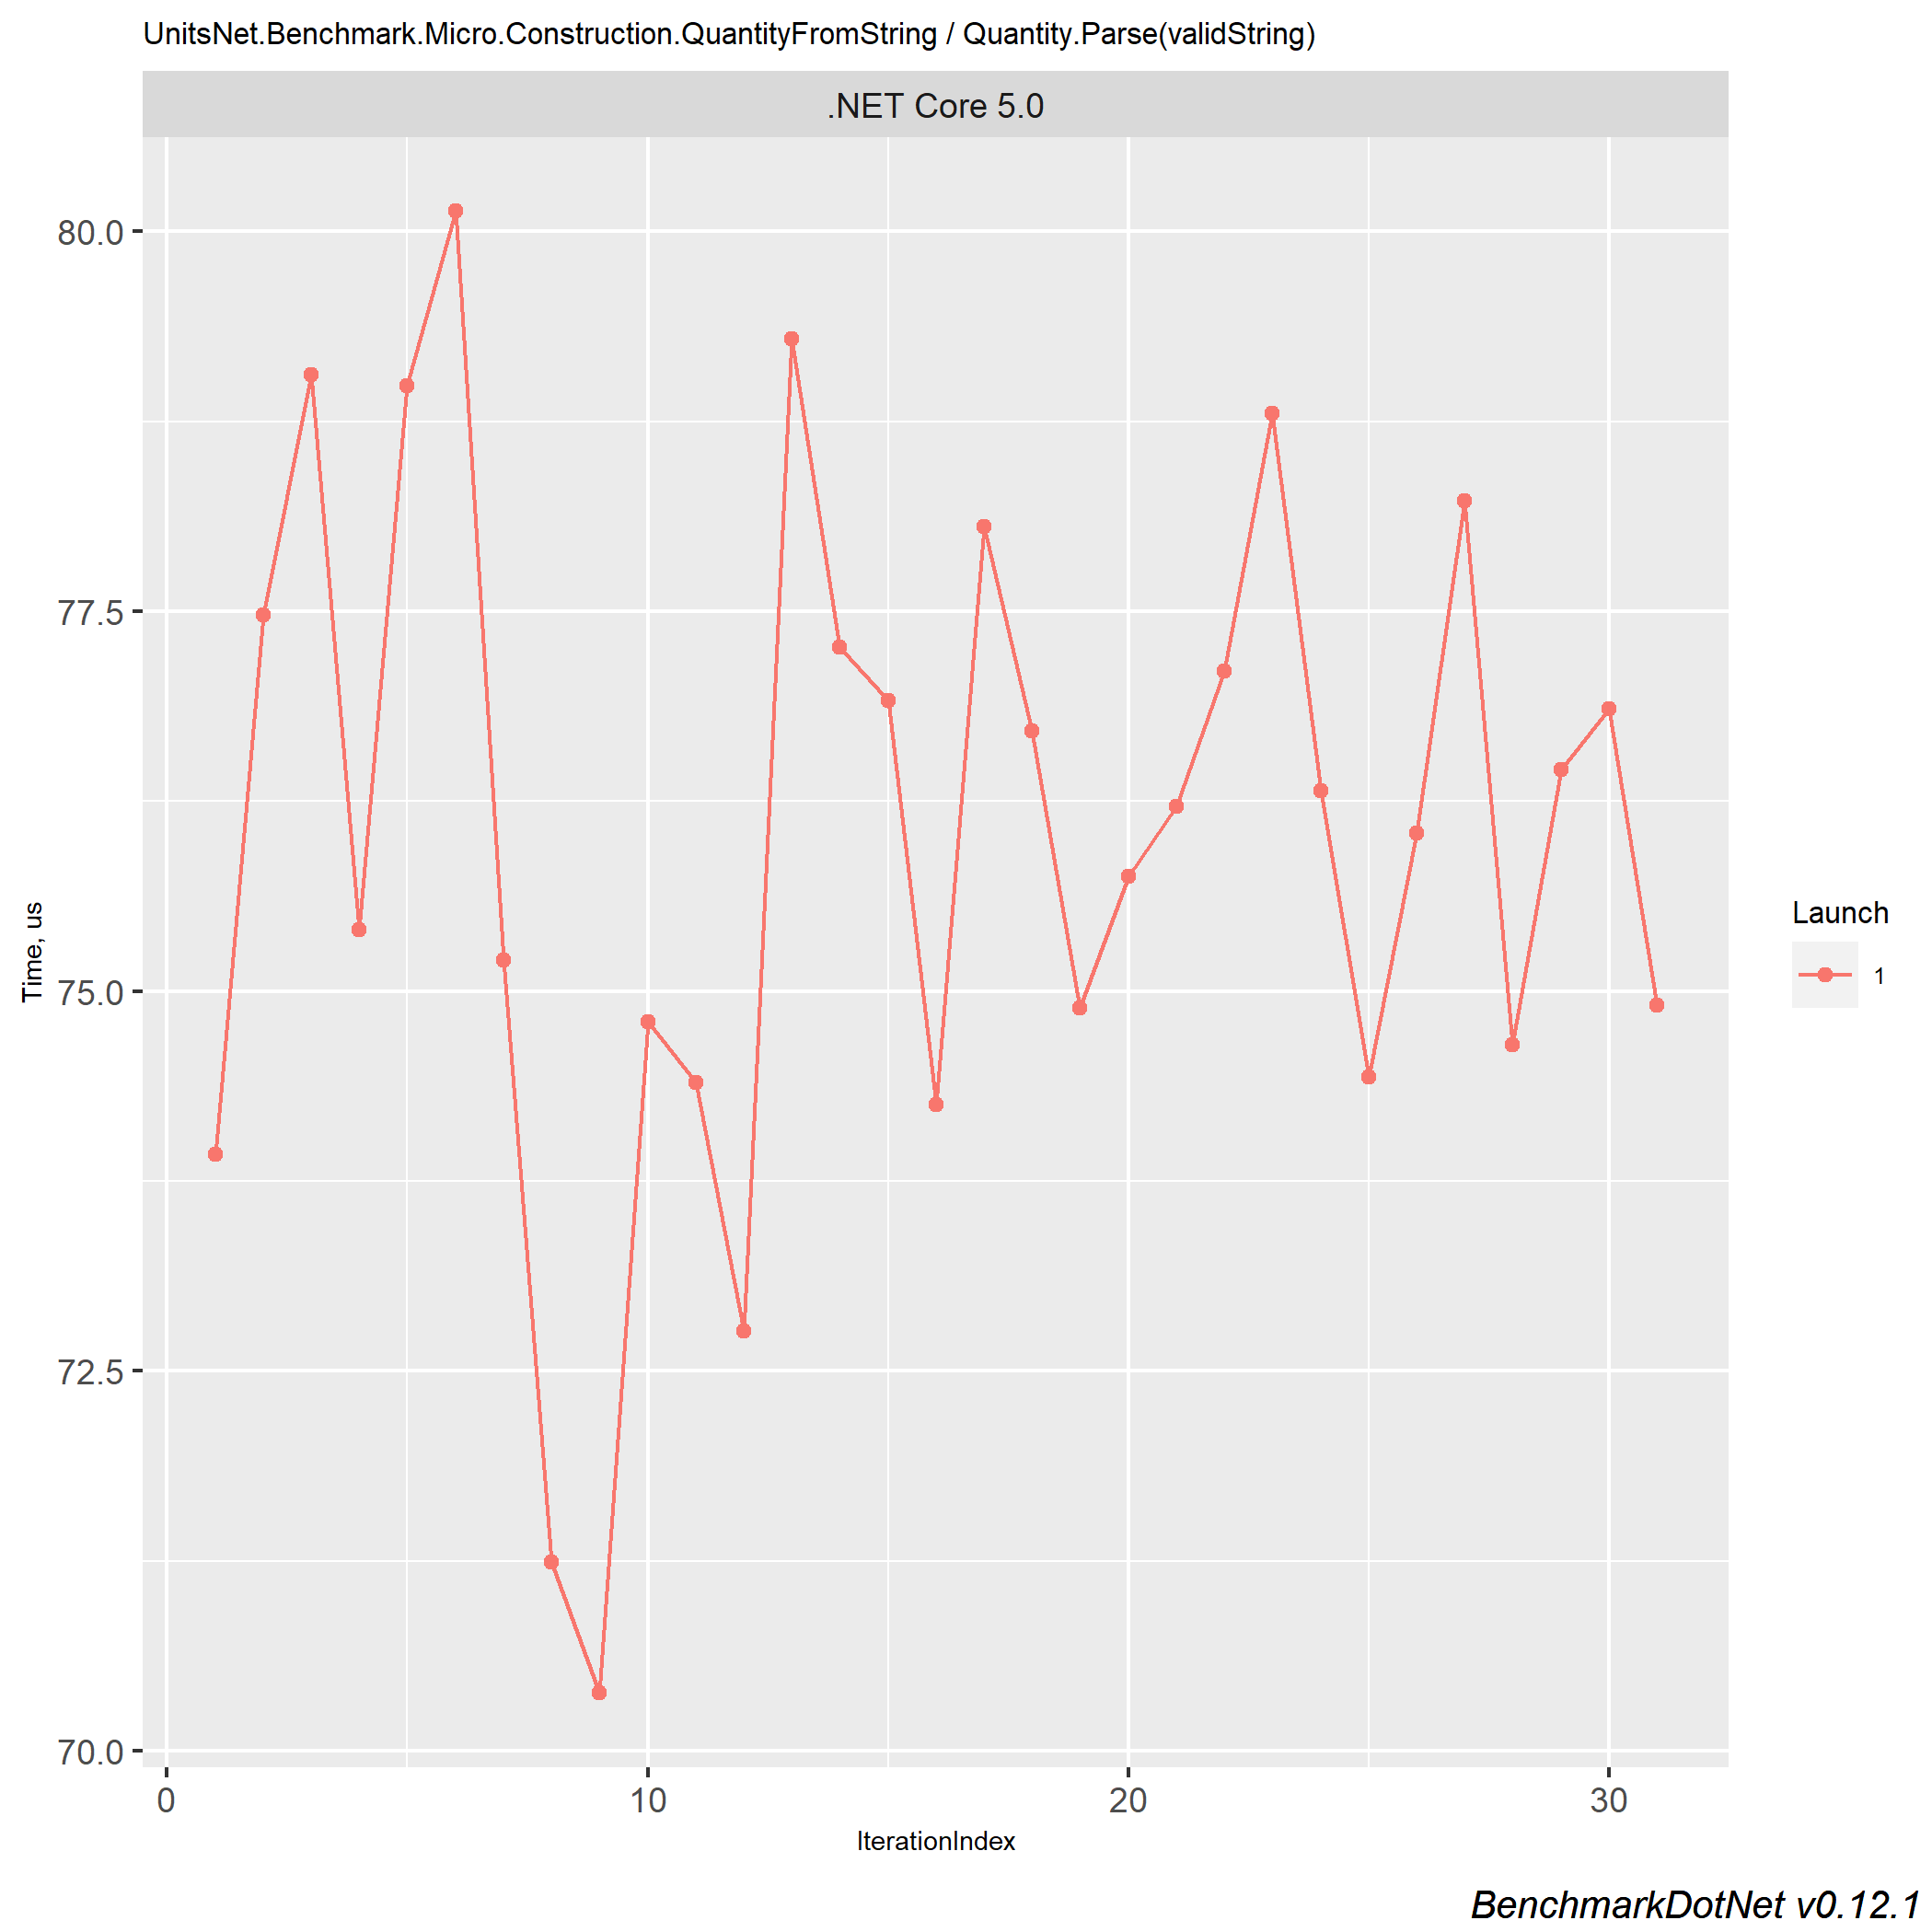 UnitsNet.Benchmark.Micro.Construction.QuantityFromString / Quantity.Parse(validString)
.NET Core 5.0
80.0
77.5
75.0
72.5
70.0
Time, us
0 10 20 30
IterationIndex
Launch
1
BenchmarkDotNet v0.12.1